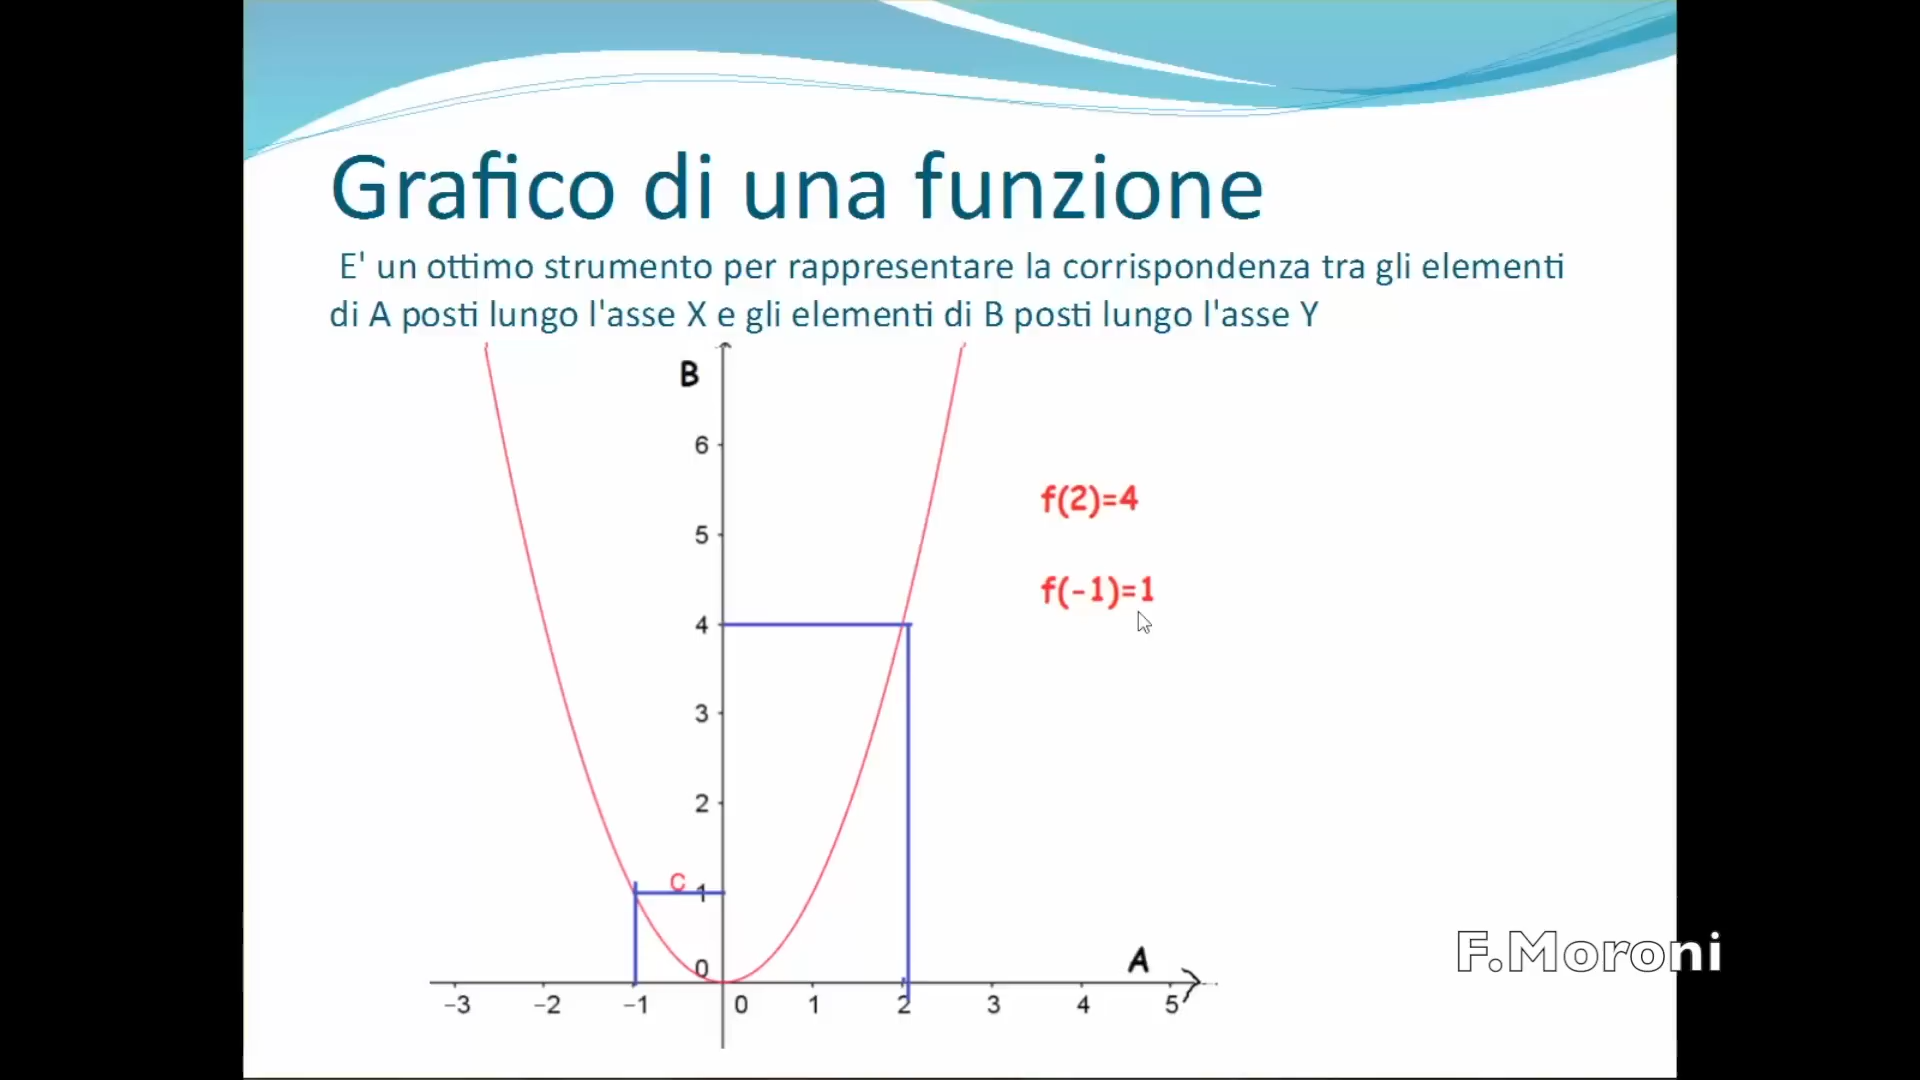 Grafico di una funzione
E' un ottimo strumento per rappresentare la corrispondenza tra gli elementi
di A posti lungo l'asse X e gli elementi di B posti lungo l'asse Y
B
6
f(2)=4
5
f(-1)=1
4
3
2
C 1
F.Moroni
A
0
-3 -2 -1 0 1 2 3 4 5